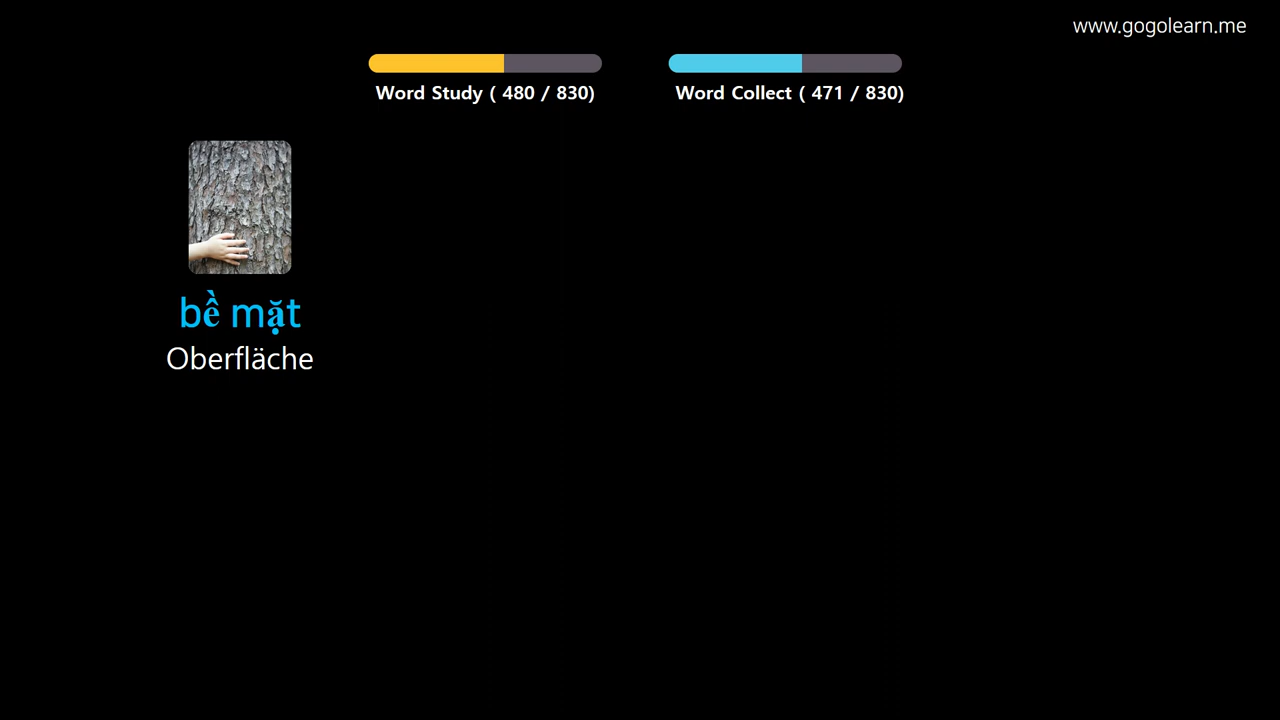 www.gogolearn.me
Word Study ( 480 / 830)
Word Collect ( 471 / 830)
bề mặt
Oberfläche